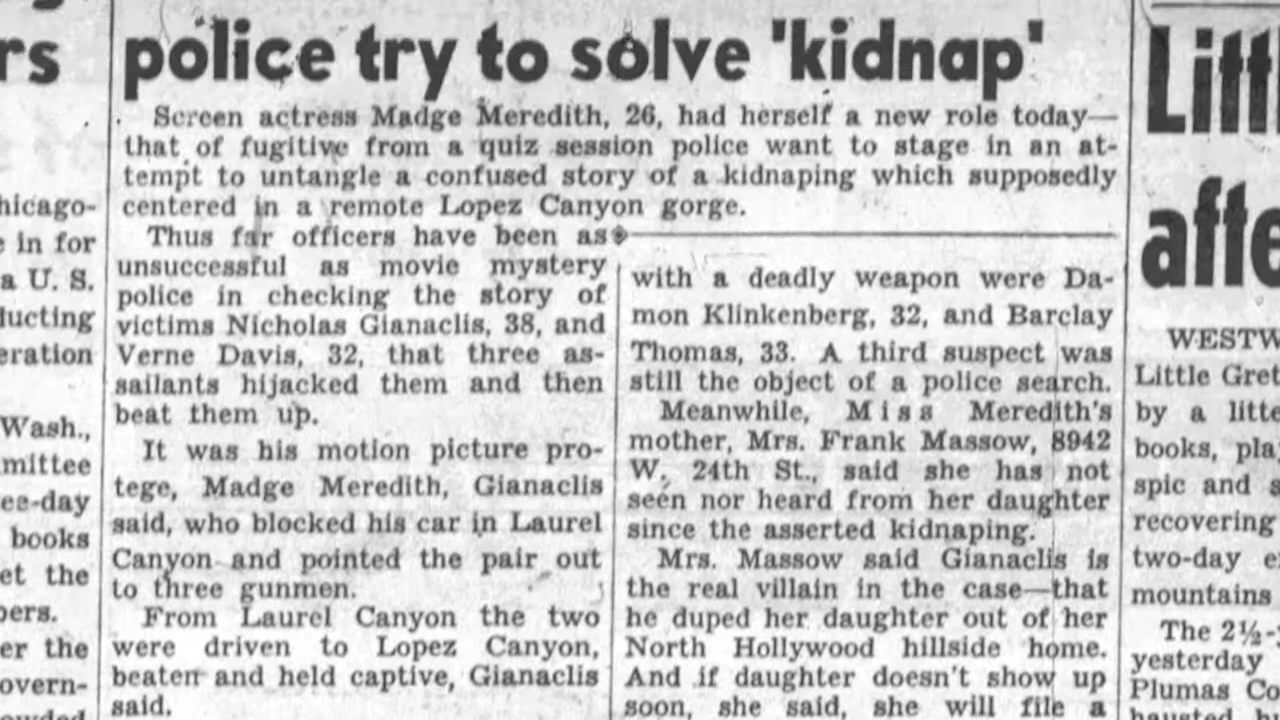 rs
hicago-
e in for
a U. S.
ducting
eration
Wash.,
mittee
ee-day
books
et the
pers.
er the
overn-
police try to solve 'kidnap'
Screen actress Madge Meredith, 26, had herself a new role today—
that of fugitive from a quiz session police want to stage in an at-
tempt to untangle a confused story of a kidnaping which supposedly
centered in a remote Lopez Canyon gorge.
Thus far officers have been as
unsuccessful as movie mystery
police in checking the story of
victims Nicholas Gianaclis, 38, and
Verne Davis, 32, that three as-
sailants hijacked them and then
beat them up.
It was his motion picture pro-
tege, Madge Meredith, Gianaclis
said, who blocked his car in Laurel
Canyon and pointed the pair out
to three gunmen.
From Laurel Canyon the two
were driven to Lopez Canyon,
beaten and held captive, Gianaclis
said.
with a deadly weapon were Da-
mon Klinkenberg, 32, and Barclay
Thomas, 33. A third suspect was
still the object of a police search.
Meanwhile, Miss Meredith's
mother, Mrs. Frank Massow, 8942
W. 24th St., said she has not
seen nor heard from her daughter
since the asserted kidnaping.
Mrs. Massow said Gianaclis is
the real villain in the case—that
he duped her daughter out of her
North Hollywood hillside home.
And if daughter doesn't show up
soon, she said, she will file a
Littl
afte
WESTW
Little Gret
by a litte
books, play
spic and s
recovering
two-day e
mountains
The 2½-
yesterday
Plumas Co